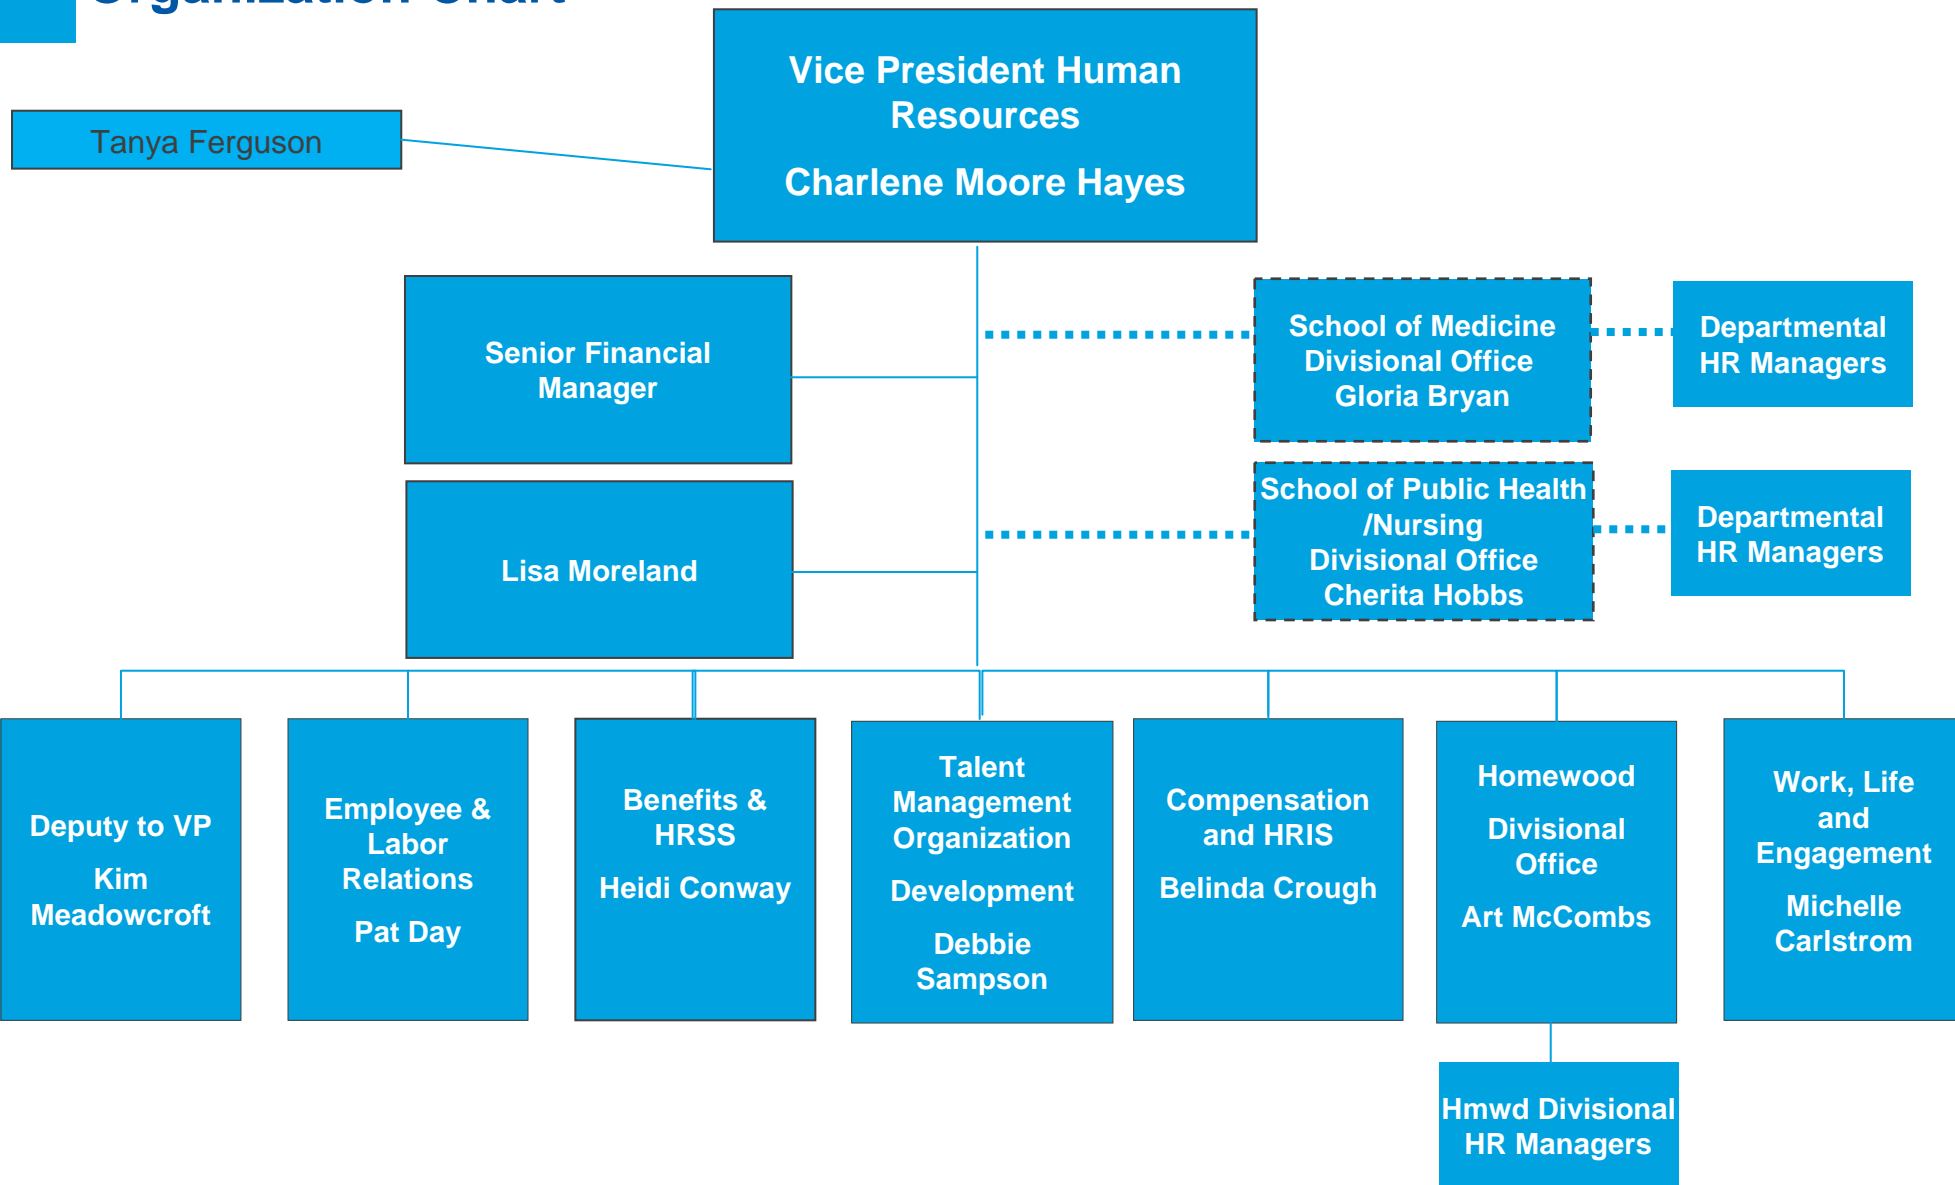 Organization Chart
Vice President Human
Resources
Charlene Moore Hayes
Tanya Ferguson
Senior Financial
Manager
School of Medicine
Divisional Office
Gloria Bryan
Departmental
HR Managers
Lisa Moreland
School of Public Health
/Nursing
Divisional Office
Cherita Hobbs
Departmental
HR Managers
Deputy to VP
Kim
Meadowcroft
Employee &
Labor
Relations
Pat Day
Benefits &
HRSS
Heidi Conway
Talent
Management
Organization
Development
Debbie
Sampson
Compensation
and HRIS
Belinda Crough
Homewood
Divisional
Office
Art McCombs
Work, Life
and
Engagement
Michelle
Carlstrom
Hmwd Divisional
HR Managers